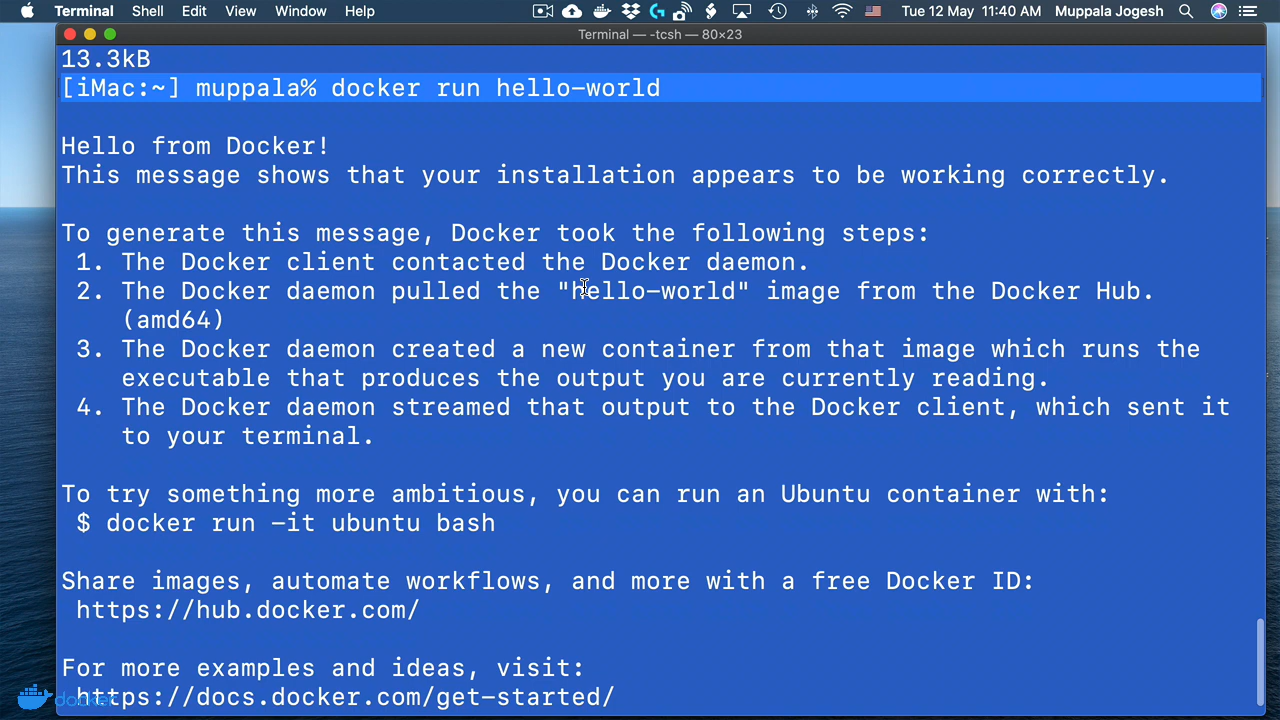 Terminal Shell Edit View Window Help Tue 12 May 11:40 AM Muppala Jogesh
Terminal — -tcsh — 80×23
13.3kB
[iMac:~] muppala% docker run hello-world
Hello from Docker!
This message shows that your installation appears to be working correctly.
To generate this message, Docker took the following steps:
1. The Docker client contacted the Docker daemon.
2. The Docker daemon pulled the "hello-world" image from the Docker Hub.
(amd64)
3. The Docker daemon created a new container from that image which runs the
executable that produces the output you are currently reading.
4. The Docker daemon streamed that output to the Docker client, which sent it
to your terminal.
To try something more ambitious, you can run an Ubuntu container with:
$ docker run -it ubuntu bash
Share images, automate workflows, and more with a free Docker ID:
https://hub.docker.com/
For more examples and ideas, visit:
https://docs.docker.com/get-started/
docker